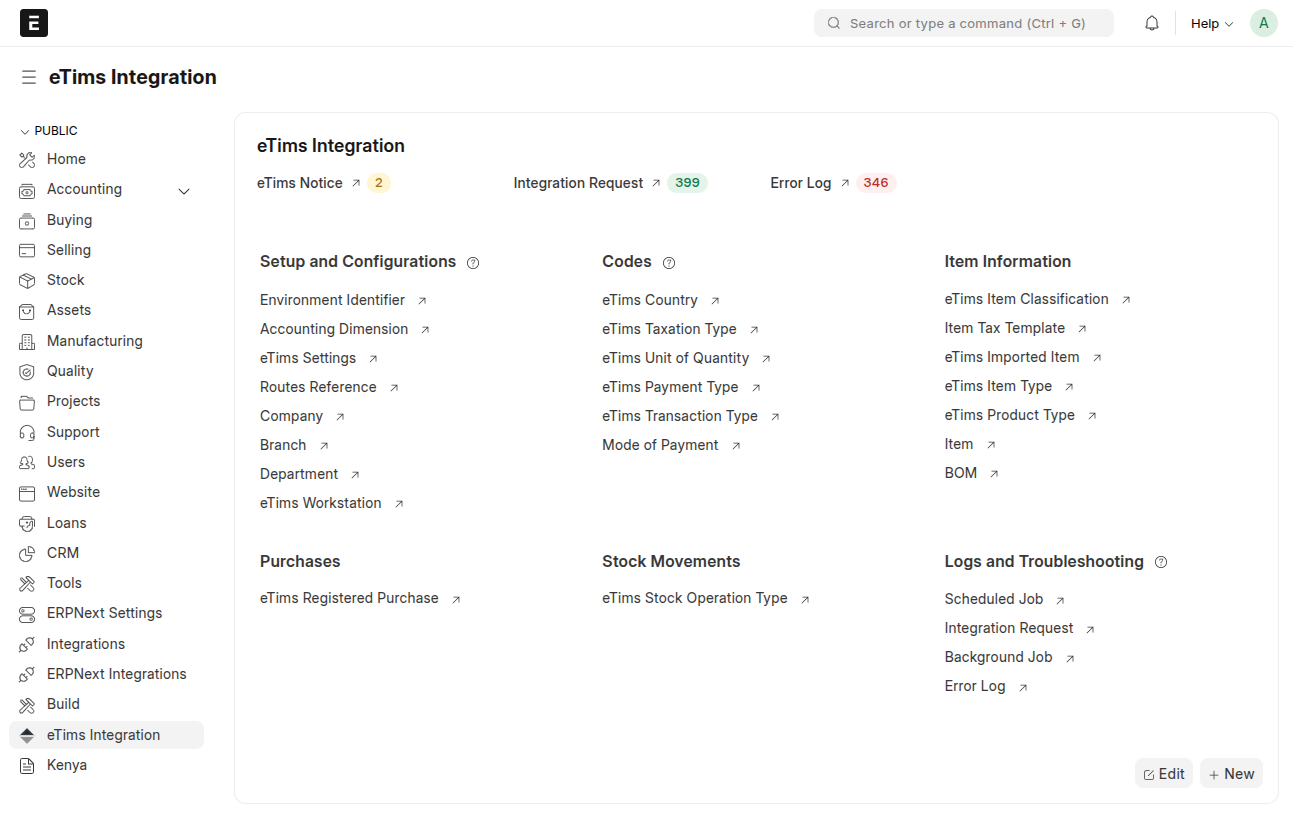 E
Search or type a command (Ctrl + G)
Help
A
eTims Integration
PUBLIC
Home
Accounting
Buying
Selling
Stock
Assets
Manufacturing
Quality
Projects
Support
Users
Website
Loans
CRM
Tools
ERPNext Settings
Integrations
ERPNext Integrations
Build
eTims Integration
Kenya
eTims Integration
eTims Notice 2
Integration Request 399
Error Log 346
Setup and Configurations
Environment Identifier
Accounting Dimension
eTims Settings
Routes Reference
Company
Branch
Department
eTims Workstation
Codes
eTims Country
eTims Taxation Type
eTims Unit of Quantity
eTims Payment Type
eTims Transaction Type
Mode of Payment
Item Information
eTims Item Classification
Item Tax Template
eTims Imported Item
eTims Item Type
eTims Product Type
Item
BOM
Purchases
eTims Registered Purchase
Stock Movements
eTims Stock Operation Type
Logs and Troubleshooting
Scheduled Job
Integration Request
Background Job
Error Log
Edit
+ New